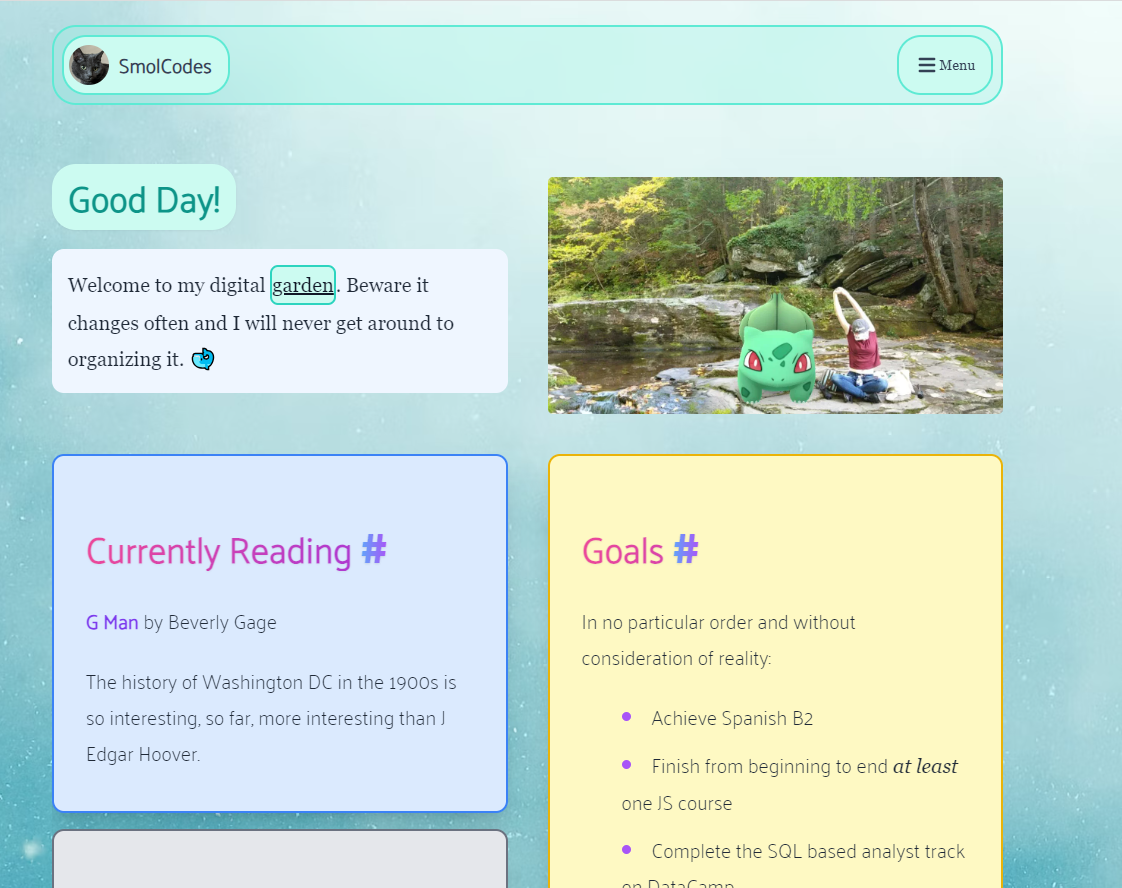 SmolCodes
Menu
Good Day!
Welcome to my digital garden. Beware it
changes often and I will never get around to
organizing it.
Currently Reading #
G Man by Beverly Gage
The history of Washington DC in the 1900s is
so interesting, so far, more interesting than J
Edgar Hoover.
Goals #
In no particular order and without
consideration of reality:
Achieve Spanish B2
Finish from beginning to end at least
one JS course
Complete the SQL based analyst track
on DataCamp